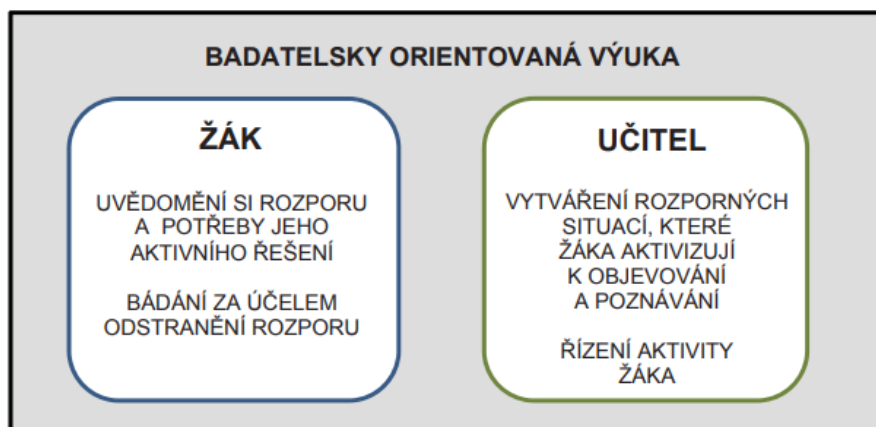 BADATELSKY ORIENTOVANÁ VÝUKA
ŽÁK
UVĚDOMĚNÍ SI ROZPORU
A POTŘEBY JEHO
AKTIVNÍHO ŘEŠENÍ
BÁDÁNÍ ZA ÚČELEM
ODSTRANĚNÍ ROZPORU
UČITEL
VYTVÁŘENÍ ROZPORNÝCH
SITUACÍ, KTERÉ
ŽÁKA AKTIVIZUJÍ
K OBJEVOVÁNÍ
A POZNÁVÁNÍ
ŘÍZENÍ AKTIVITY
ŽÁKA